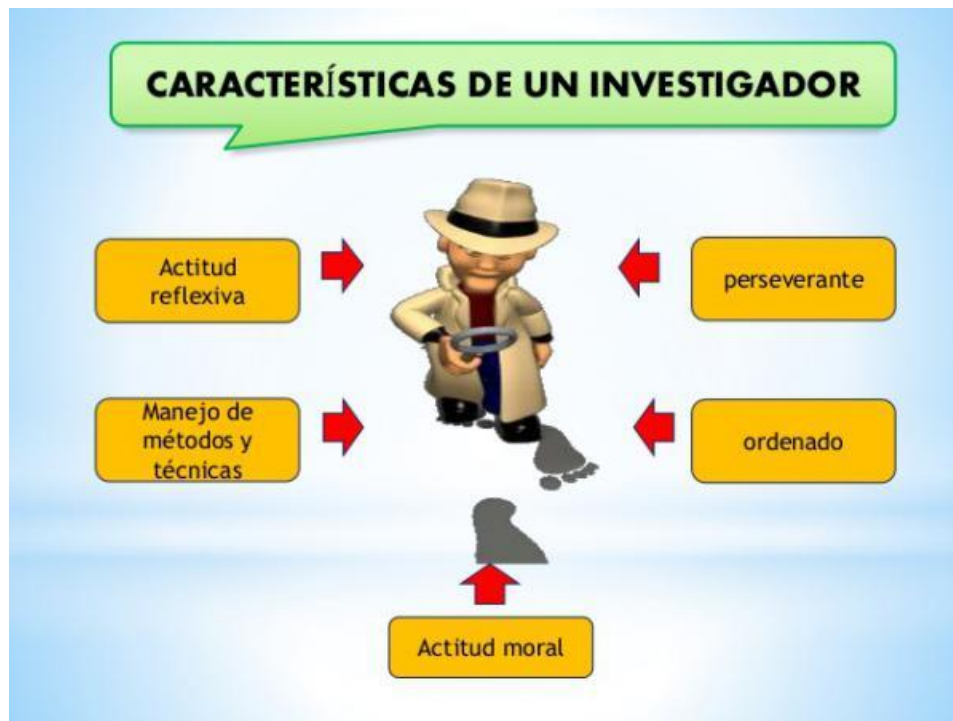 CARACTERÍSTICAS DE UN INVESTIGADOR
Actitud
reflexiva
perseverante
Manejo de
métodos y
técnicas
ordenado
Actitud moral